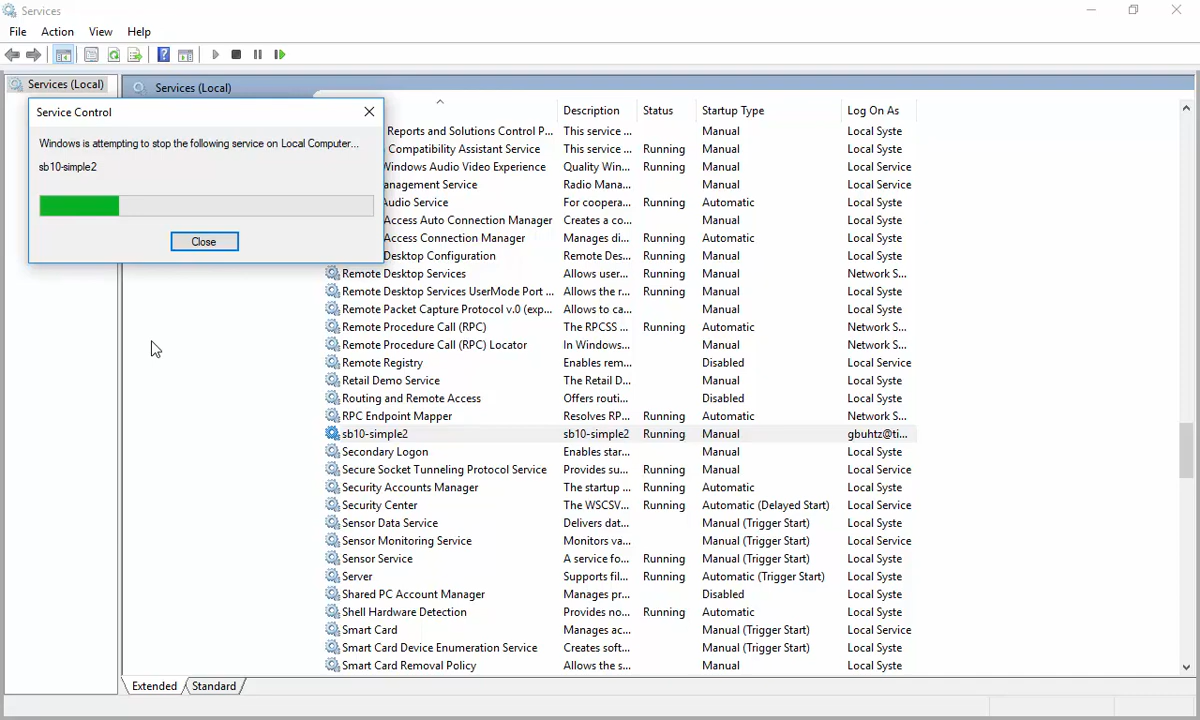 Services
File Action View Help
Services (Local)
Services (Local)
Service Control
Windows is attempting to stop the following service on Local Computer...
sb10-simple2
Close
Description Status Startup Type Log On As
Reports and Solutions Control P... This service ... Manual Local Syste
Compatibility Assistant Service This service ... Running Manual Local Syste
Windows Audio Video Experience Quality Win... Running Manual Local Service
anagement Service Radio Mana... Manual Local Service
Audio Service For coopera... Running Automatic Local Syste
Access Auto Connection Manager Creates a co... Manual Local Syste
Access Connection Manager Manages di... Running Automatic Local Syste
Desktop Configuration Remote Des... Running Manual Local Syste
Remote Desktop Services Allows user... Running Manual Network S...
Remote Desktop Services UserMode Port ... Allows the r... Running Manual Local Syste
Remote Packet Capture Protocol v.0 (exp... Allows to ca... Manual Local Syste
Remote Procedure Call (RPC) The RPCSS ... Running Automatic Network S...
Remote Procedure Call (RPC) Locator In Windows... Manual Network S...
Remote Registry Enables rem... Disabled Local Service
Retail Demo Service The Retail D... Manual Local Syste
Routing and Remote Access Offers routi... Disabled Local Syste
RPC Endpoint Mapper Resolves RP... Running Automatic Network S...
sb10-simple2 sb10-simple2 Running Manual gbuhtz@ti...
Secondary Logon Enables star... Manual Local Syste
Secure Socket Tunneling Protocol Service Provides su... Running Manual Local Service
Security Accounts Manager The startup ... Running Automatic Local Syste
Security Center The WSCSV... Running Automatic (Delayed Start) Local Service
Sensor Data Service Delivers dat... Manual (Trigger Start) Local Syste
Sensor Monitoring Service Monitors va... Manual (Trigger Start) Local Service
Sensor Service A service fo... Running Manual (Trigger Start) Local Syste
Server Supports fil... Running Automatic (Trigger Start) Local Syste
Shared PC Account Manager Manages pr... Disabled Local Syste
Shell Hardware Detection Provides no... Running Automatic Local Syste
Smart Card Manages ac... Manual (Trigger Start) Local Service
Smart Card Device Enumeration Service Creates soft... Manual (Trigger Start) Local Syste
Smart Card Removal Policy Allows the s... Manual Local Syste
Extended Standard